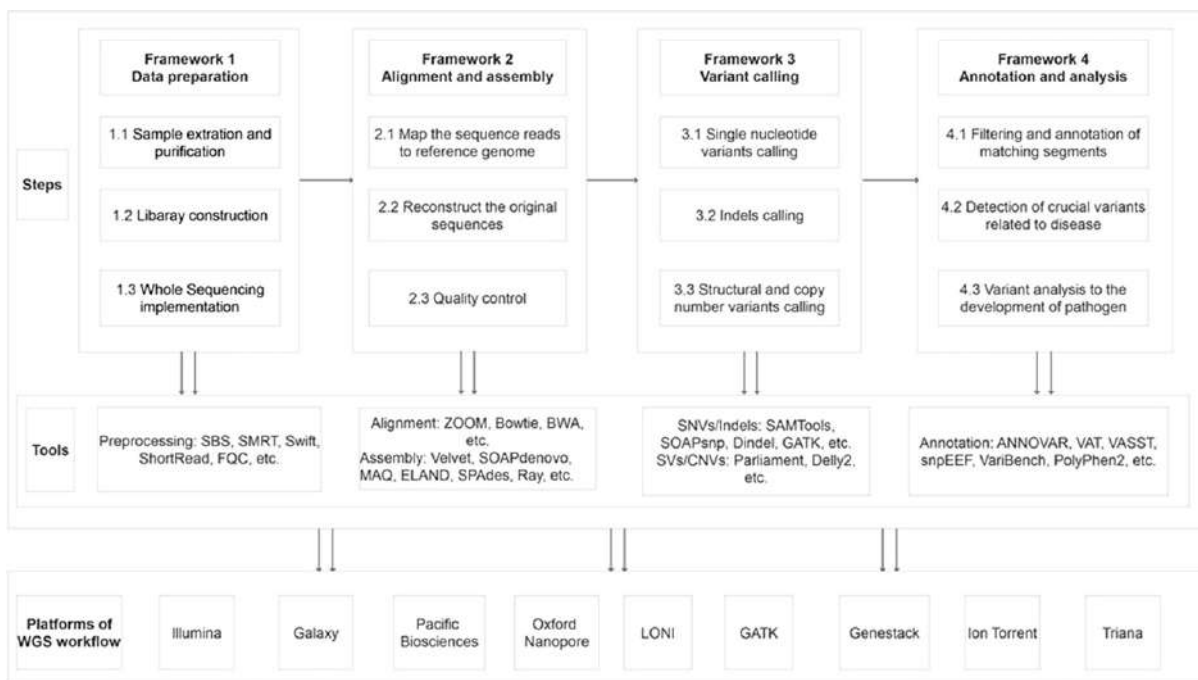 Framework 1
Data preparation
Framework 2
Alignment and assembly
Framework 3
Variant calling
Framework 4
Annotation and analysis
Steps
1.1 Sample extration and
purification
1.2 Libaray construction
1.3 Whole Sequencing
implementation
2.1 Map the sequence reads
to reference genome
2.2 Reconstruct the original
sequences
2.3 Quality control
3.1 Single nucleotide
variants calling
3.2 Indels calling
3.3 Structural and copy
number variants calling
4.1 Filtering and annotation of
matching segments
4.2 Detection of crucial variants
related to disease
4.3 Variant analysis to the
development of pathogen
Tools
Preprocessing: SBS, SMRT, Swift,
ShortRead, FQC, etc.
Alignment: ZOOM, Bowtie, BWA,
etc.
Assembly: Velvet, SOAPdenovo,
MAQ, ELAND, SPAdes, Ray, etc.
SNVs/Indels: SAMTools,
SOAPsnp, Dindel, GATK, etc.
SVs/CNVs: Parliament, Delly2,
etc.
Annotation: ANNOVAR, VAT, VASST,
snpEEF, VariBench, PolyPhen2, etc.
Platforms of
WGS workflow
Illumina
Galaxy
Pacific
Biosciences
Oxford
Nanopore
LONI
GATK
Genestack
Ion Torrent
Triana